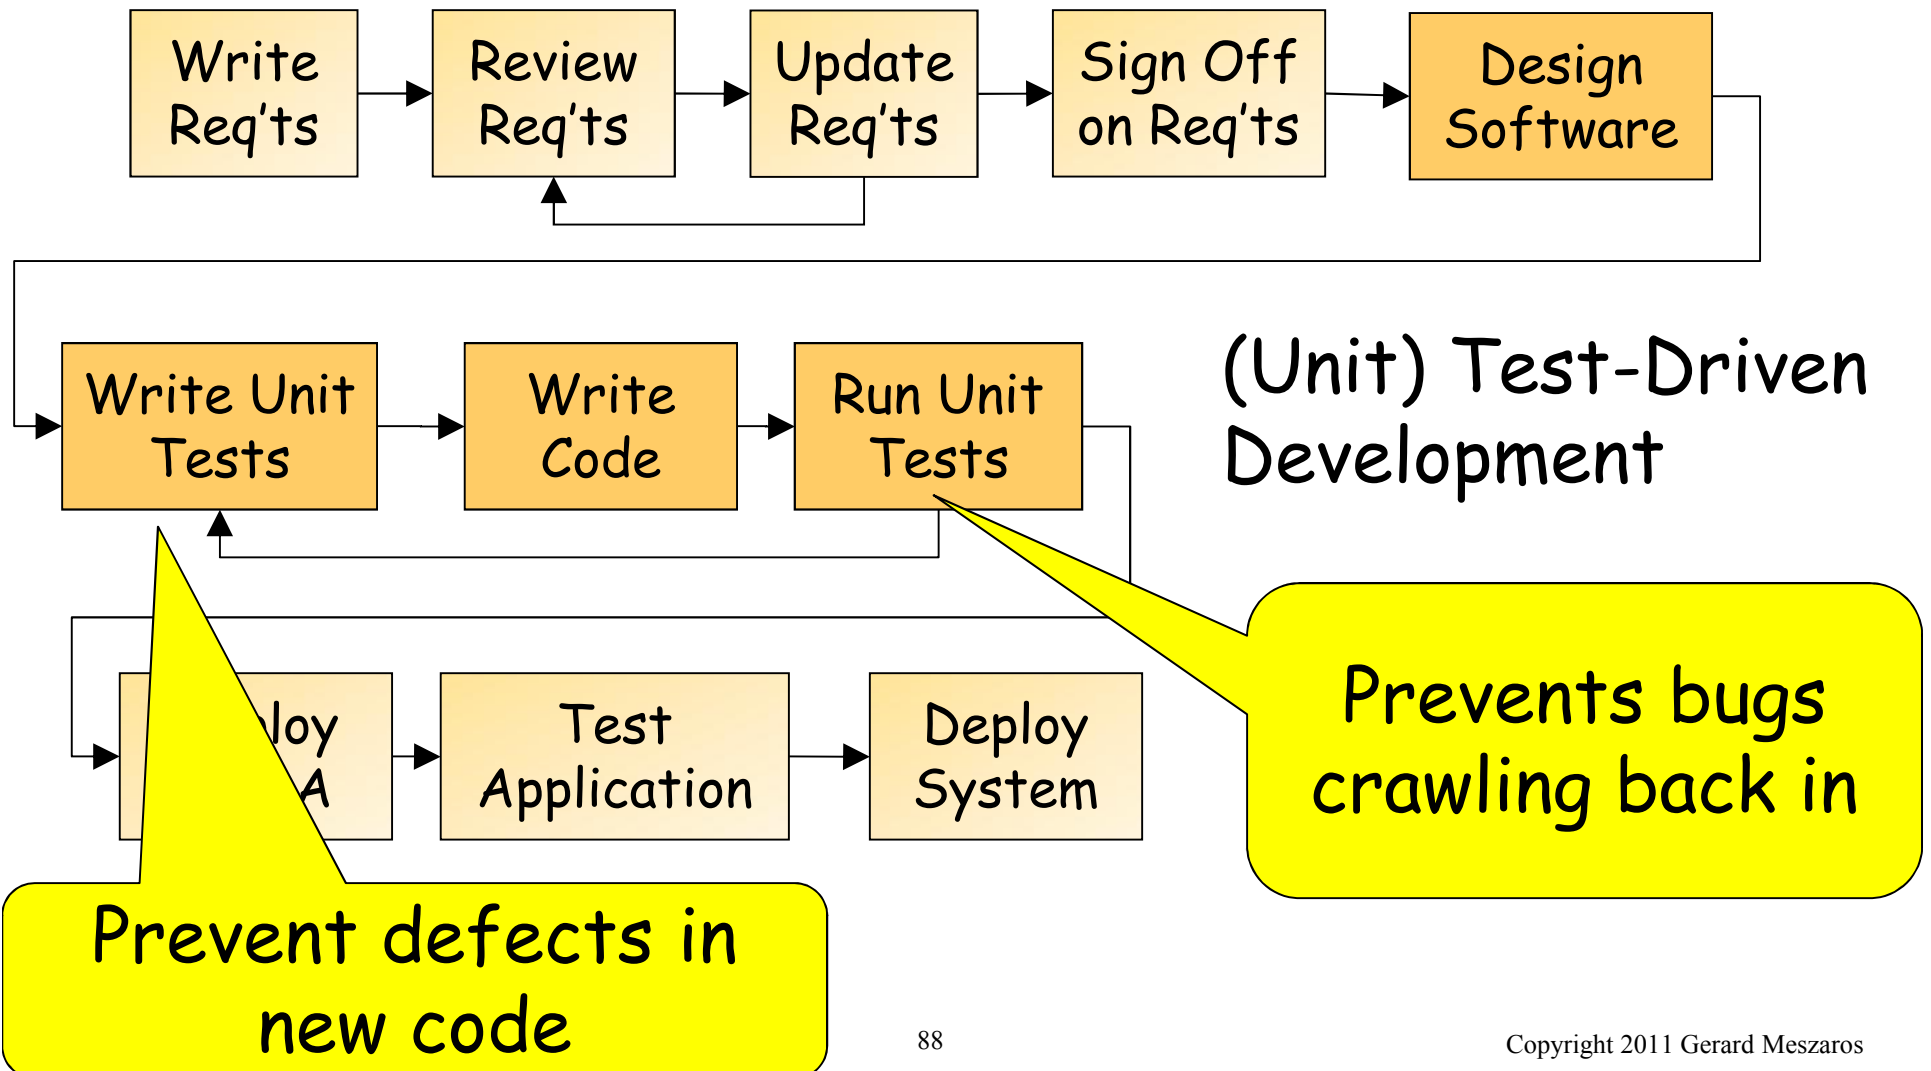 Write
Req'ts
Review
Req'ts
Update
Req'ts
Sign Off
on Req'ts
Design
Software
Write Unit
Tests
Write
Code
Run Unit
Tests
(Unit) Test-Driven
Development
Test
Application
Deploy
System
Prevents bugs
crawling back in
Prevent defects in
new code
88
Copyright 2011 Gerard Meszaros